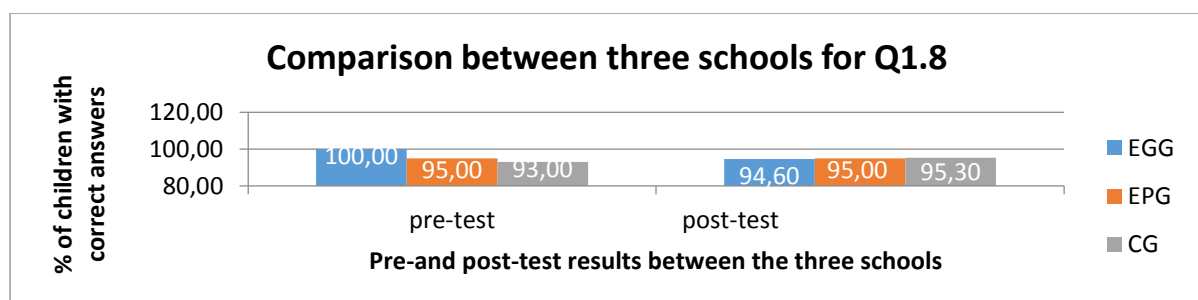 Comparison between three schools for Q1.8
% of children with
correct answers
120,00
100,00
80,00
100,00
95,00
93,00
94,60
95,00
95,30
pre-test
post-test
Pre-and post-test results between the three schools
EGG
EPG
CG